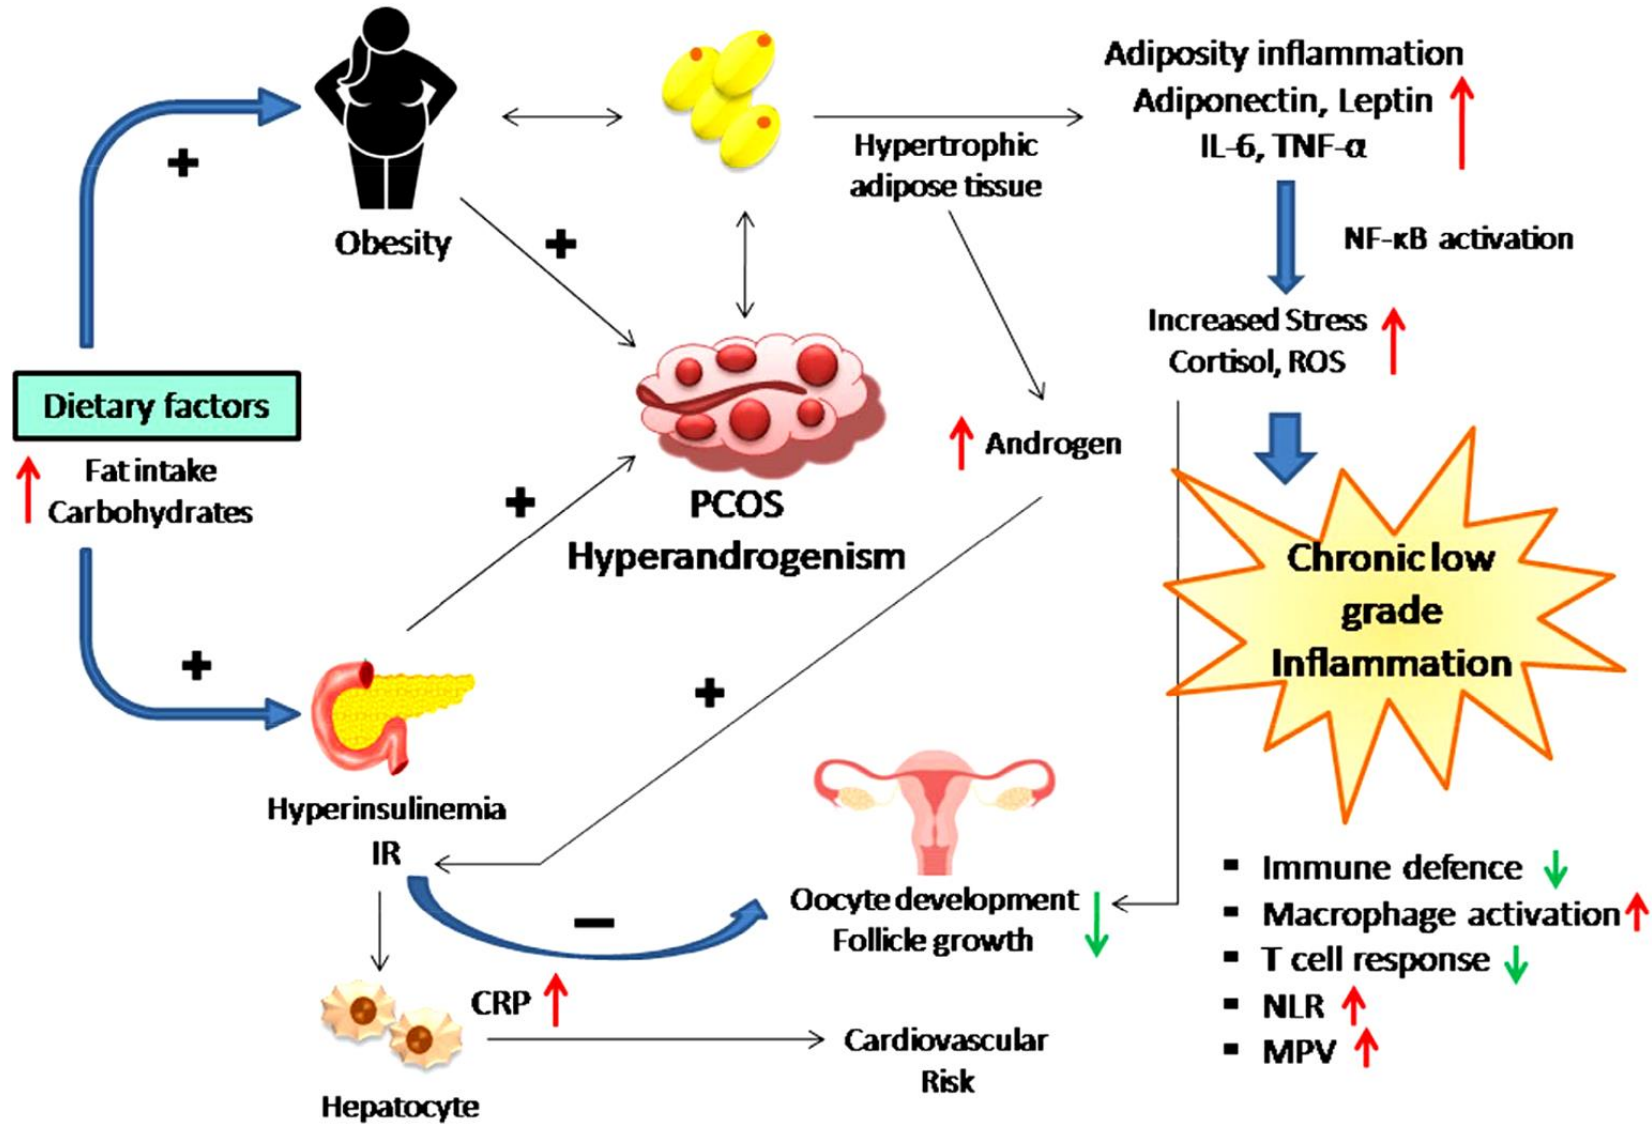 Adiposity inflammation
Adiponectin, Leptin
IL-6, TNF-α
Hypertrophic
adipose tissue
+
Obesity
+
NF-κB activation
Increased Stress
Cortisol, ROS
Dietary factors
Fat intake
Carbohydrates
Androgen
+
PCOS
Hyperandrogenism
Chronic low
grade
Inflammation
+
+
Hyperinsulinemia
IR
−
Oocyte development
Follicle growth
▪ Immune defence
▪ Macrophage activation
▪ T cell response
▪ NLR
▪ MPV
CRP
Cardiovascular
Risk
Hepatocyte